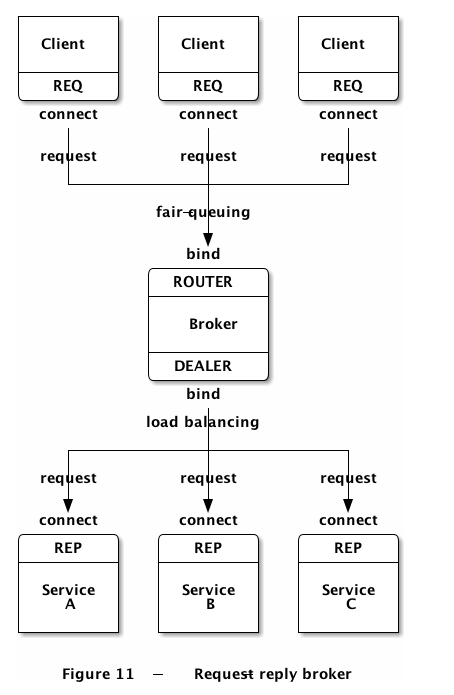 Client Client Client
REQ REQ REQ
connect connect connect
request request request
fair-queuing
bind
ROUTER
Broker
DEALER
bind
load balancing
request request request
connect connect connect
REP REP REP
Service Service Service
A B C
Figure 11 – Request reply broker